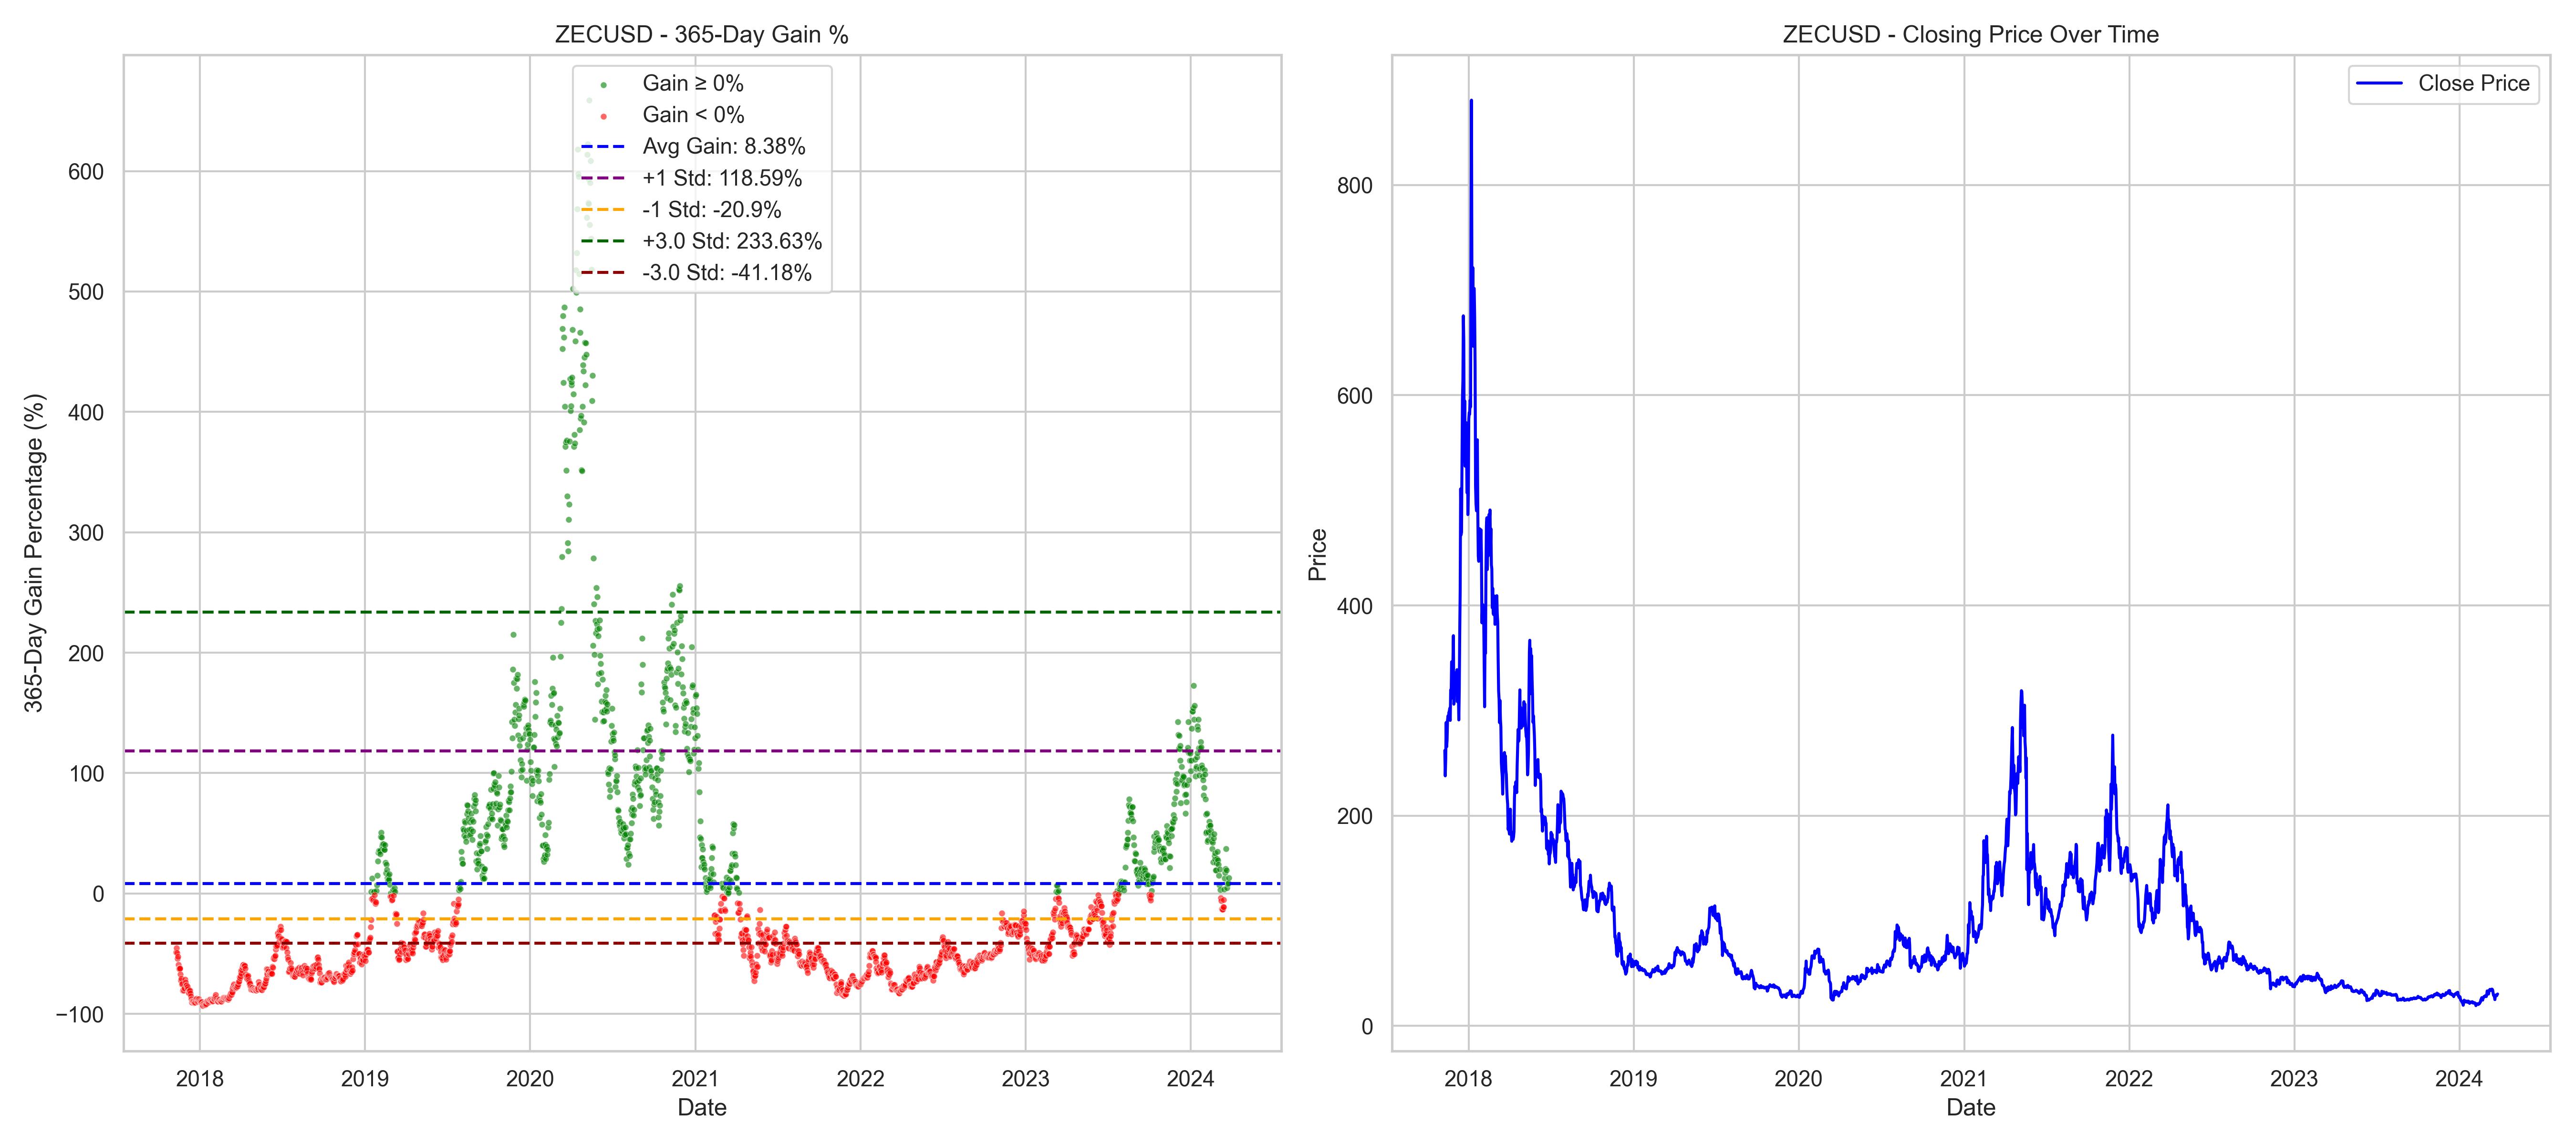 ZECUSD - 365-Day Gain %
Gain ≥ 0%
Gain < 0%
Avg Gain: 8.38%
+1 Std: 118.59%
-1 Std: -20.9%
+3.0 Std: 233.63%
-3.0 Std: -41.18%
365-Day Gain Percentage (%)
600
500
400
300
200
100
0
−100
2018 2019 2020 2021 2022 2023 2024
Date
ZECUSD - Closing Price Over Time
Close Price
Price
800
600
400
200
0
2018 2019 2020 2021 2022 2023 2024
Date